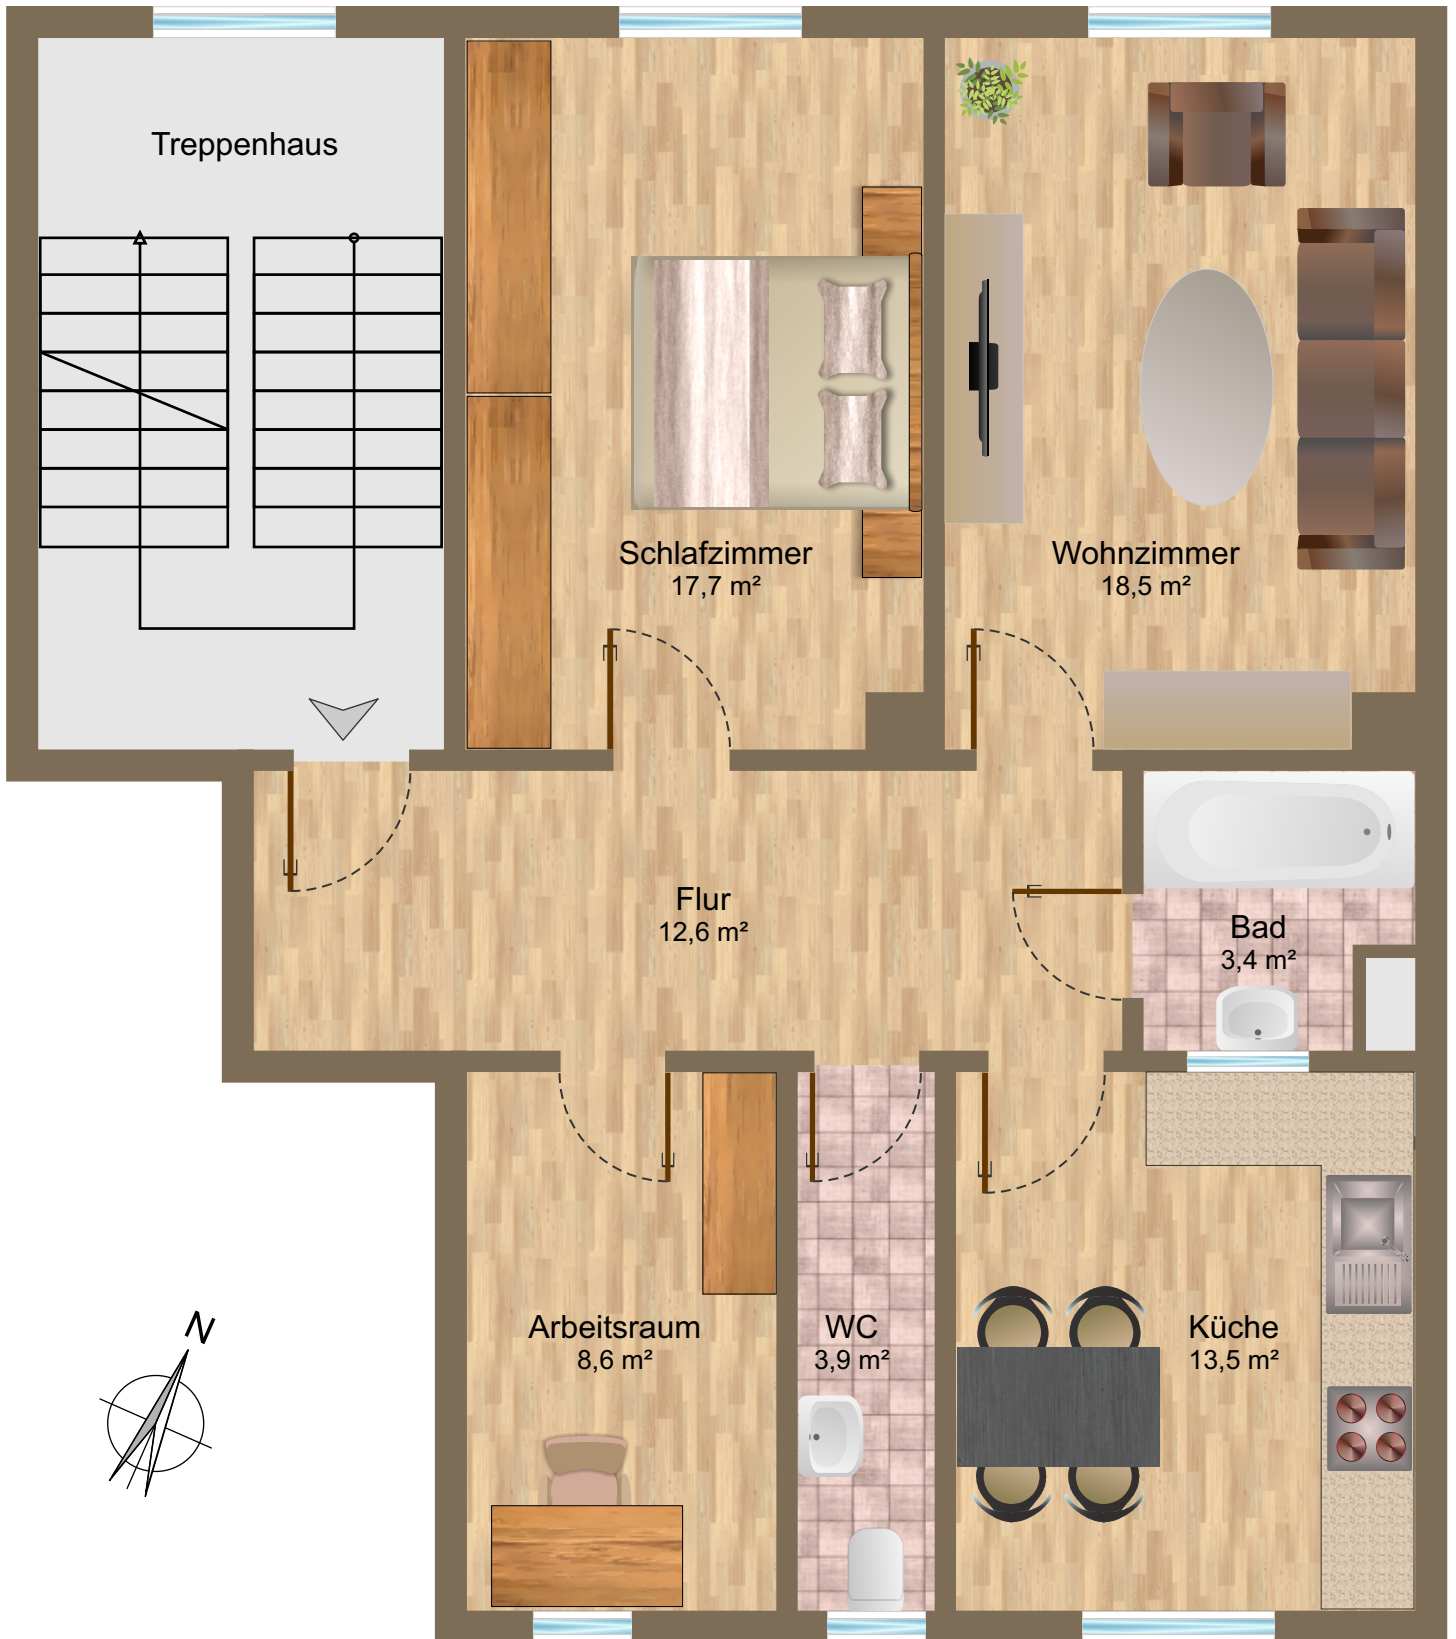 Treppenhaus
Schlafzimmer
17,7 m²
Wohnzimmer
18,5 m²
Flur
12,6 m²
Bad
3,4 m²
Arbeitsraum
8,6 m²
WC
3,9 m²
Küche
13,5 m²
N